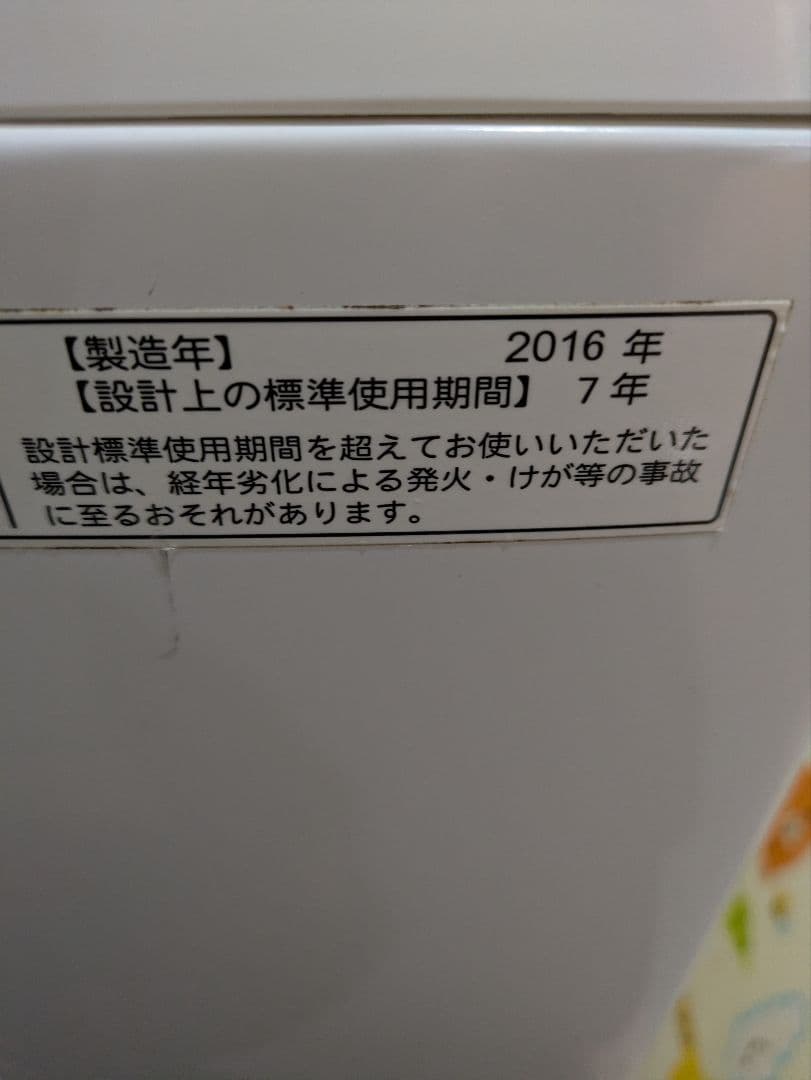 【製造年】 2016 年
【設計上の標準使用期間】 7 年
設計標準使用期間を超えてお使いいただいた
場合は、経年劣化による発火・けが等の事故
に至るおそれがあります。